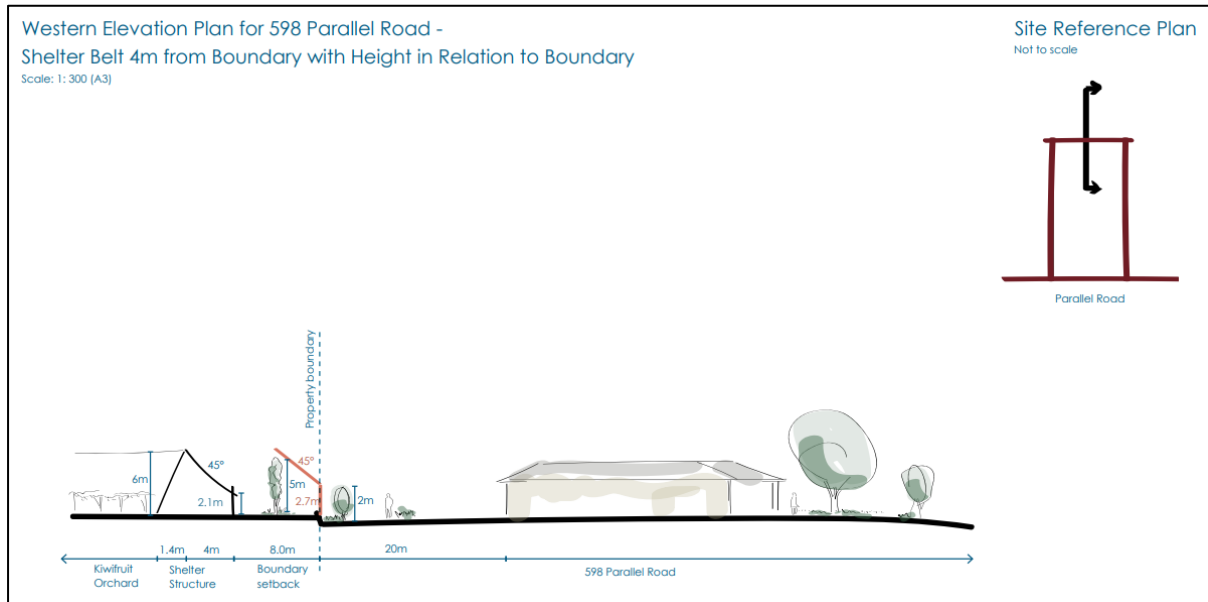 Western Elevation Plan for 598 Parallel Road -
Shelter Belt 4m from Boundary with Height in Relation to Boundary
Scale: 1: 300 (A3)
Site Reference Plan
Not to scale
Parallel Road
Property boundary
45°
45°
6m
5m
2.1m
2.7m
2m
1.4m
4m
8.0m
20m
Kiwifruit
Orchard
Shelter
Structure
Boundary
setback
598 Parallel Road